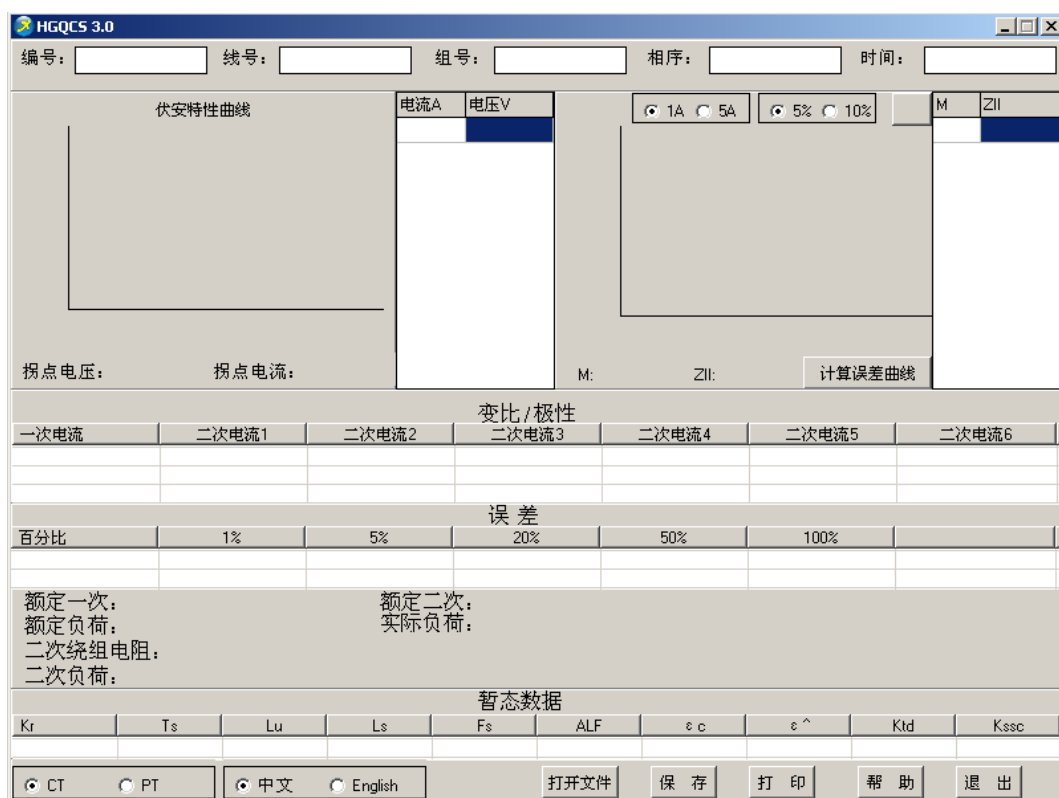 HGQCS 3.0
编号： 线号： 组号： 相序： 时间：
伏安特性曲线 电流A 电压V 1A 5A 5% 10% M ZII
拐点电压： 拐点电流： M: ZII: 计算误差曲线
变比/极性
一次电流 二次电流1 二次电流2 二次电流3 二次电流4 二次电流5 二次电流6
误差
百分比 1% 5% 20% 50% 100%
额定一次： 额定二次：
额定负荷： 实际负荷：
二次绕组电阻：
二次负荷：
暂态数据
Kr Ts Lu Ls Fs ALF ε c ε ^ Ktd Kssc
CT PT 中文 English 打开文件 保 存 打 印 帮 助 退 出